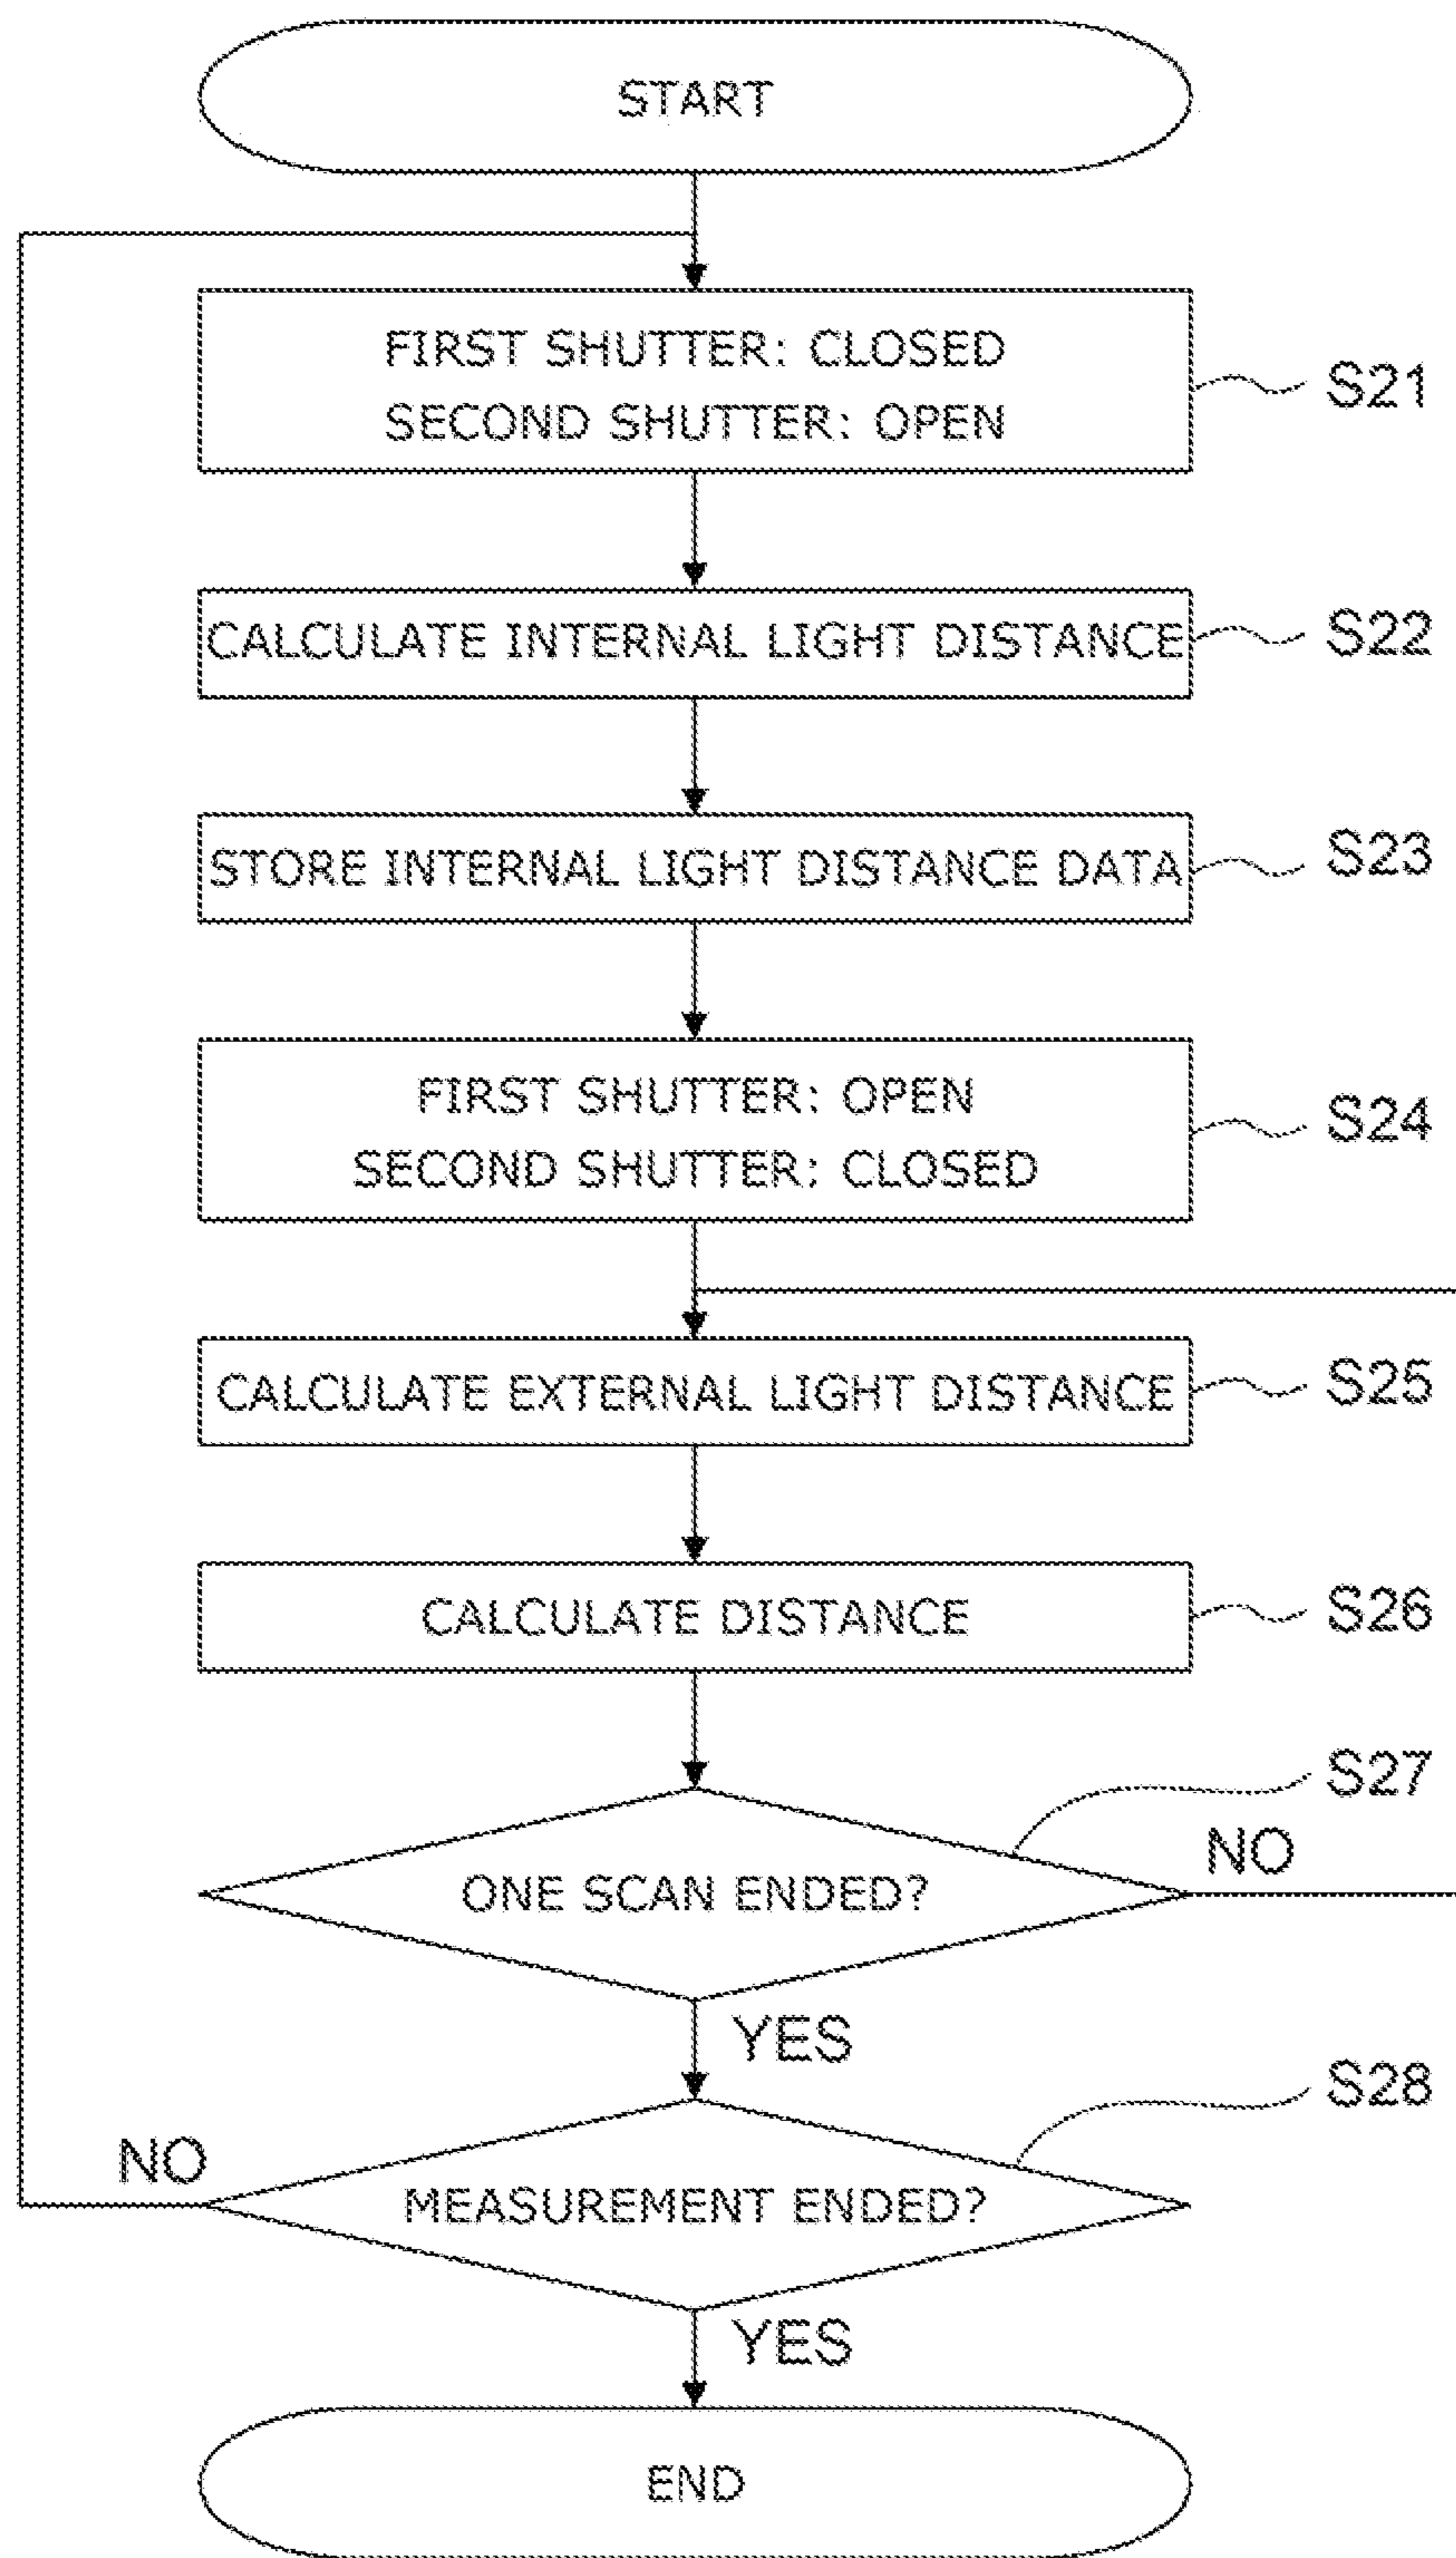 START
FIRST SHUTTER: CLOSED
SECOND SHUTTER: OPEN
S21
CALCULATE INTERNAL LIGHT DISTANCE
S22
STORE INTERNAL LIGHT DISTANCE DATA
S23
FIRST SHUTTER: OPEN
SECOND SHUTTER: CLOSED
S24
CALCULATE EXTERNAL LIGHT DISTANCE
S25
CALCULATE DISTANCE
S26
S27
NO
ONE SCAN ENDED?
YES
S28
NO
MEASUREMENT ENDED?
YES
END